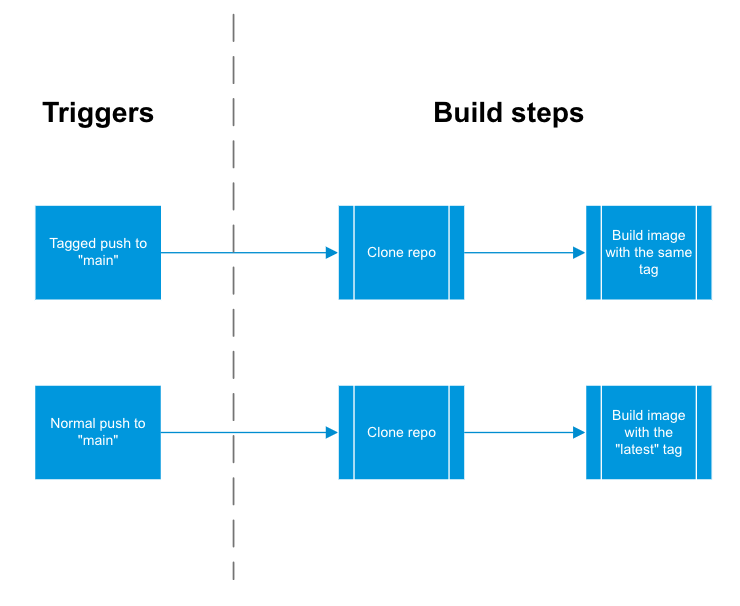 Triggers
Build steps
Tagged push to
"main"
Clone repo
Build image
with the same
tag
Normal push to
"main"
Clone repo
Build image
with the
"latest" tag